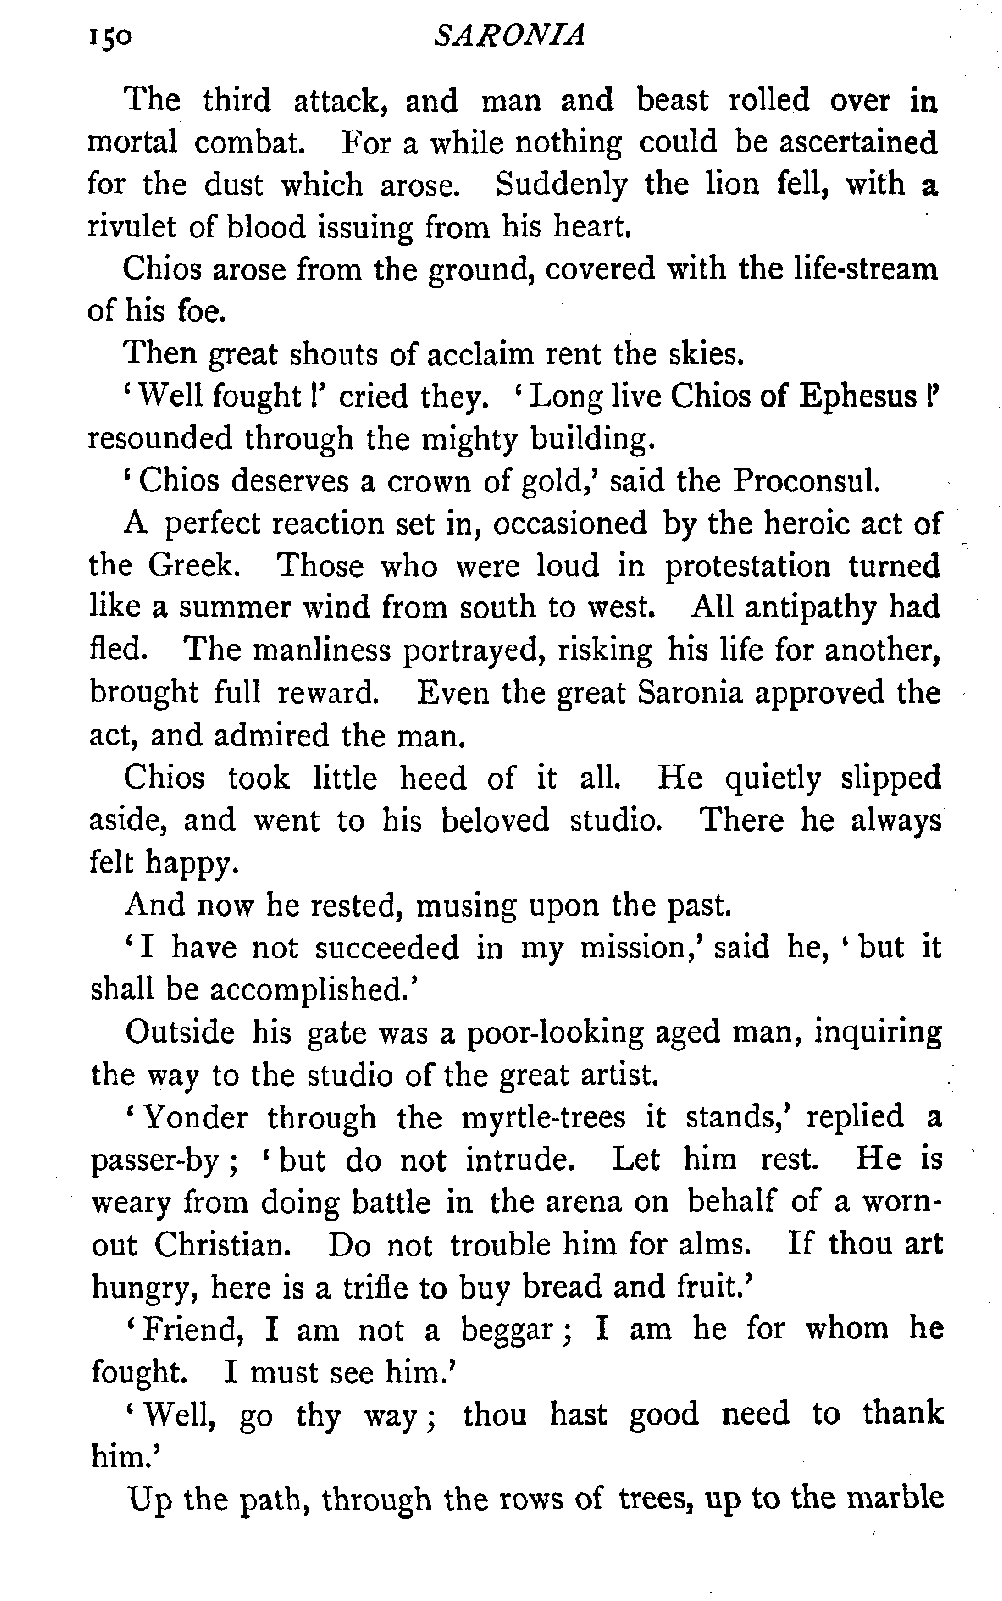 150 SARONIA
The third attack, and man and beast rolled over in
mortal combat. For a while nothing could be ascertained
for the dust which arose. Suddenly the lion fell, with a
rivulet of blood issuing from his heart.
Chios arose from the ground, covered with the life-stream
of his foe.
Then great shouts of acclaim rent the skies.
‘Well fought!’ cried they. ‘Long live Chios of Ephesus!’
resounded through the mighty building.
‘Chios deserves a crown of gold,’ said the Proconsul.
A perfect reaction set in, occasioned by the heroic act of
the Greek. Those who were loud in protestation turned
like a summer wind from south to west. All antipathy had
fled. The manliness portrayed, risking his life for another,
brought full reward. Even the great Saronia approved the
act, and admired the man.
Chios took little heed of it all. He quietly slipped
aside, and went to his beloved studio. There he always
felt happy.
And now he rested, musing upon the past.
‘I have not succeeded in my mission,’ said he, ‘but it
shall be accomplished.’
Outside his gate was a poor-looking aged man, inquiring
the way to the studio of the great artist.
‘Yonder through the myrtle-trees it stands,’ replied a
passer-by; ‘but do not intrude. Let him rest. He is
weary from doing battle in the arena on behalf of a worn-
out Christian. Do not trouble him for alms. If thou art
hungry, here is a trifle to buy bread and fruit.’
‘Friend, I am not a beggar; I am he for whom he
fought. I must see him.’
‘Well, go thy way; thou hast good need to thank
him.’
Up the path, through the rows of trees, up to the marble